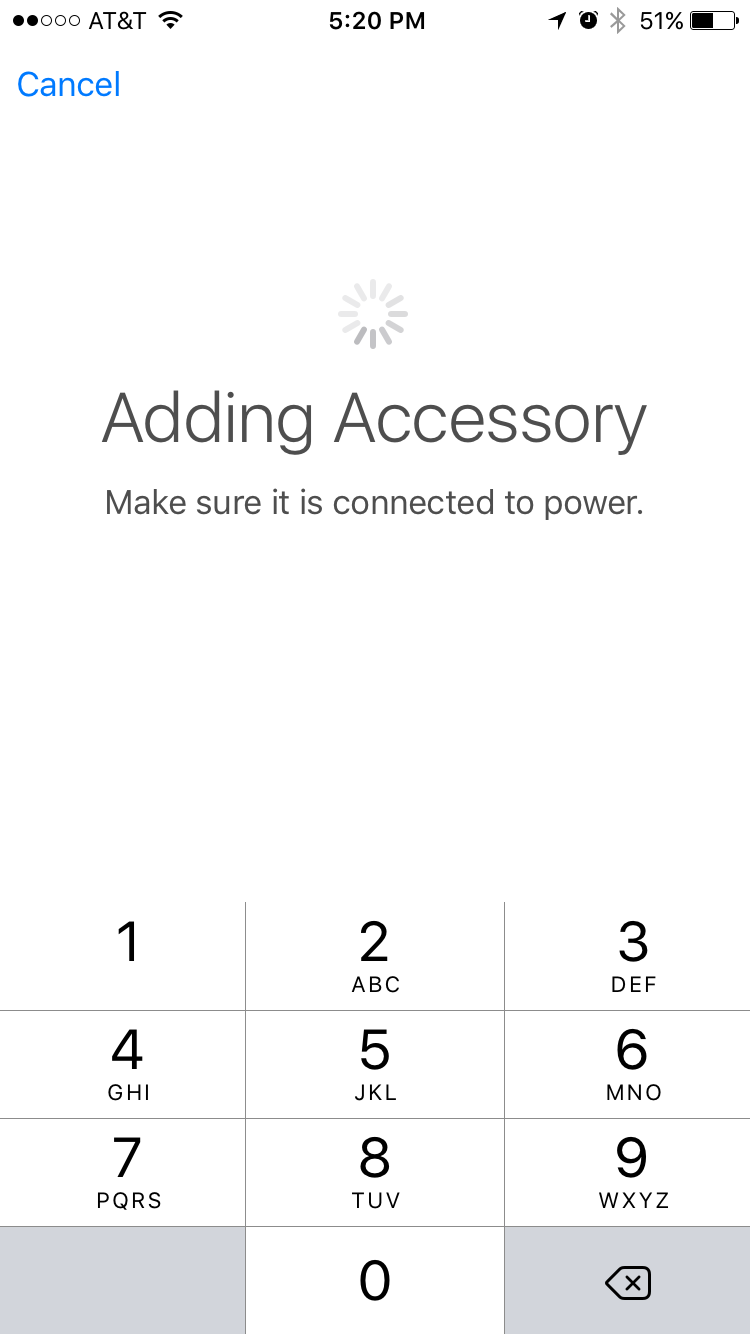 AT&T 5:20 PM 51%
Cancel
Adding Accessory
Make sure it is connected to power.
1 2 3
ABC DEF
4 5 6
GHI JKL MNO
7 8 9
PQRS TUV WXYZ
0